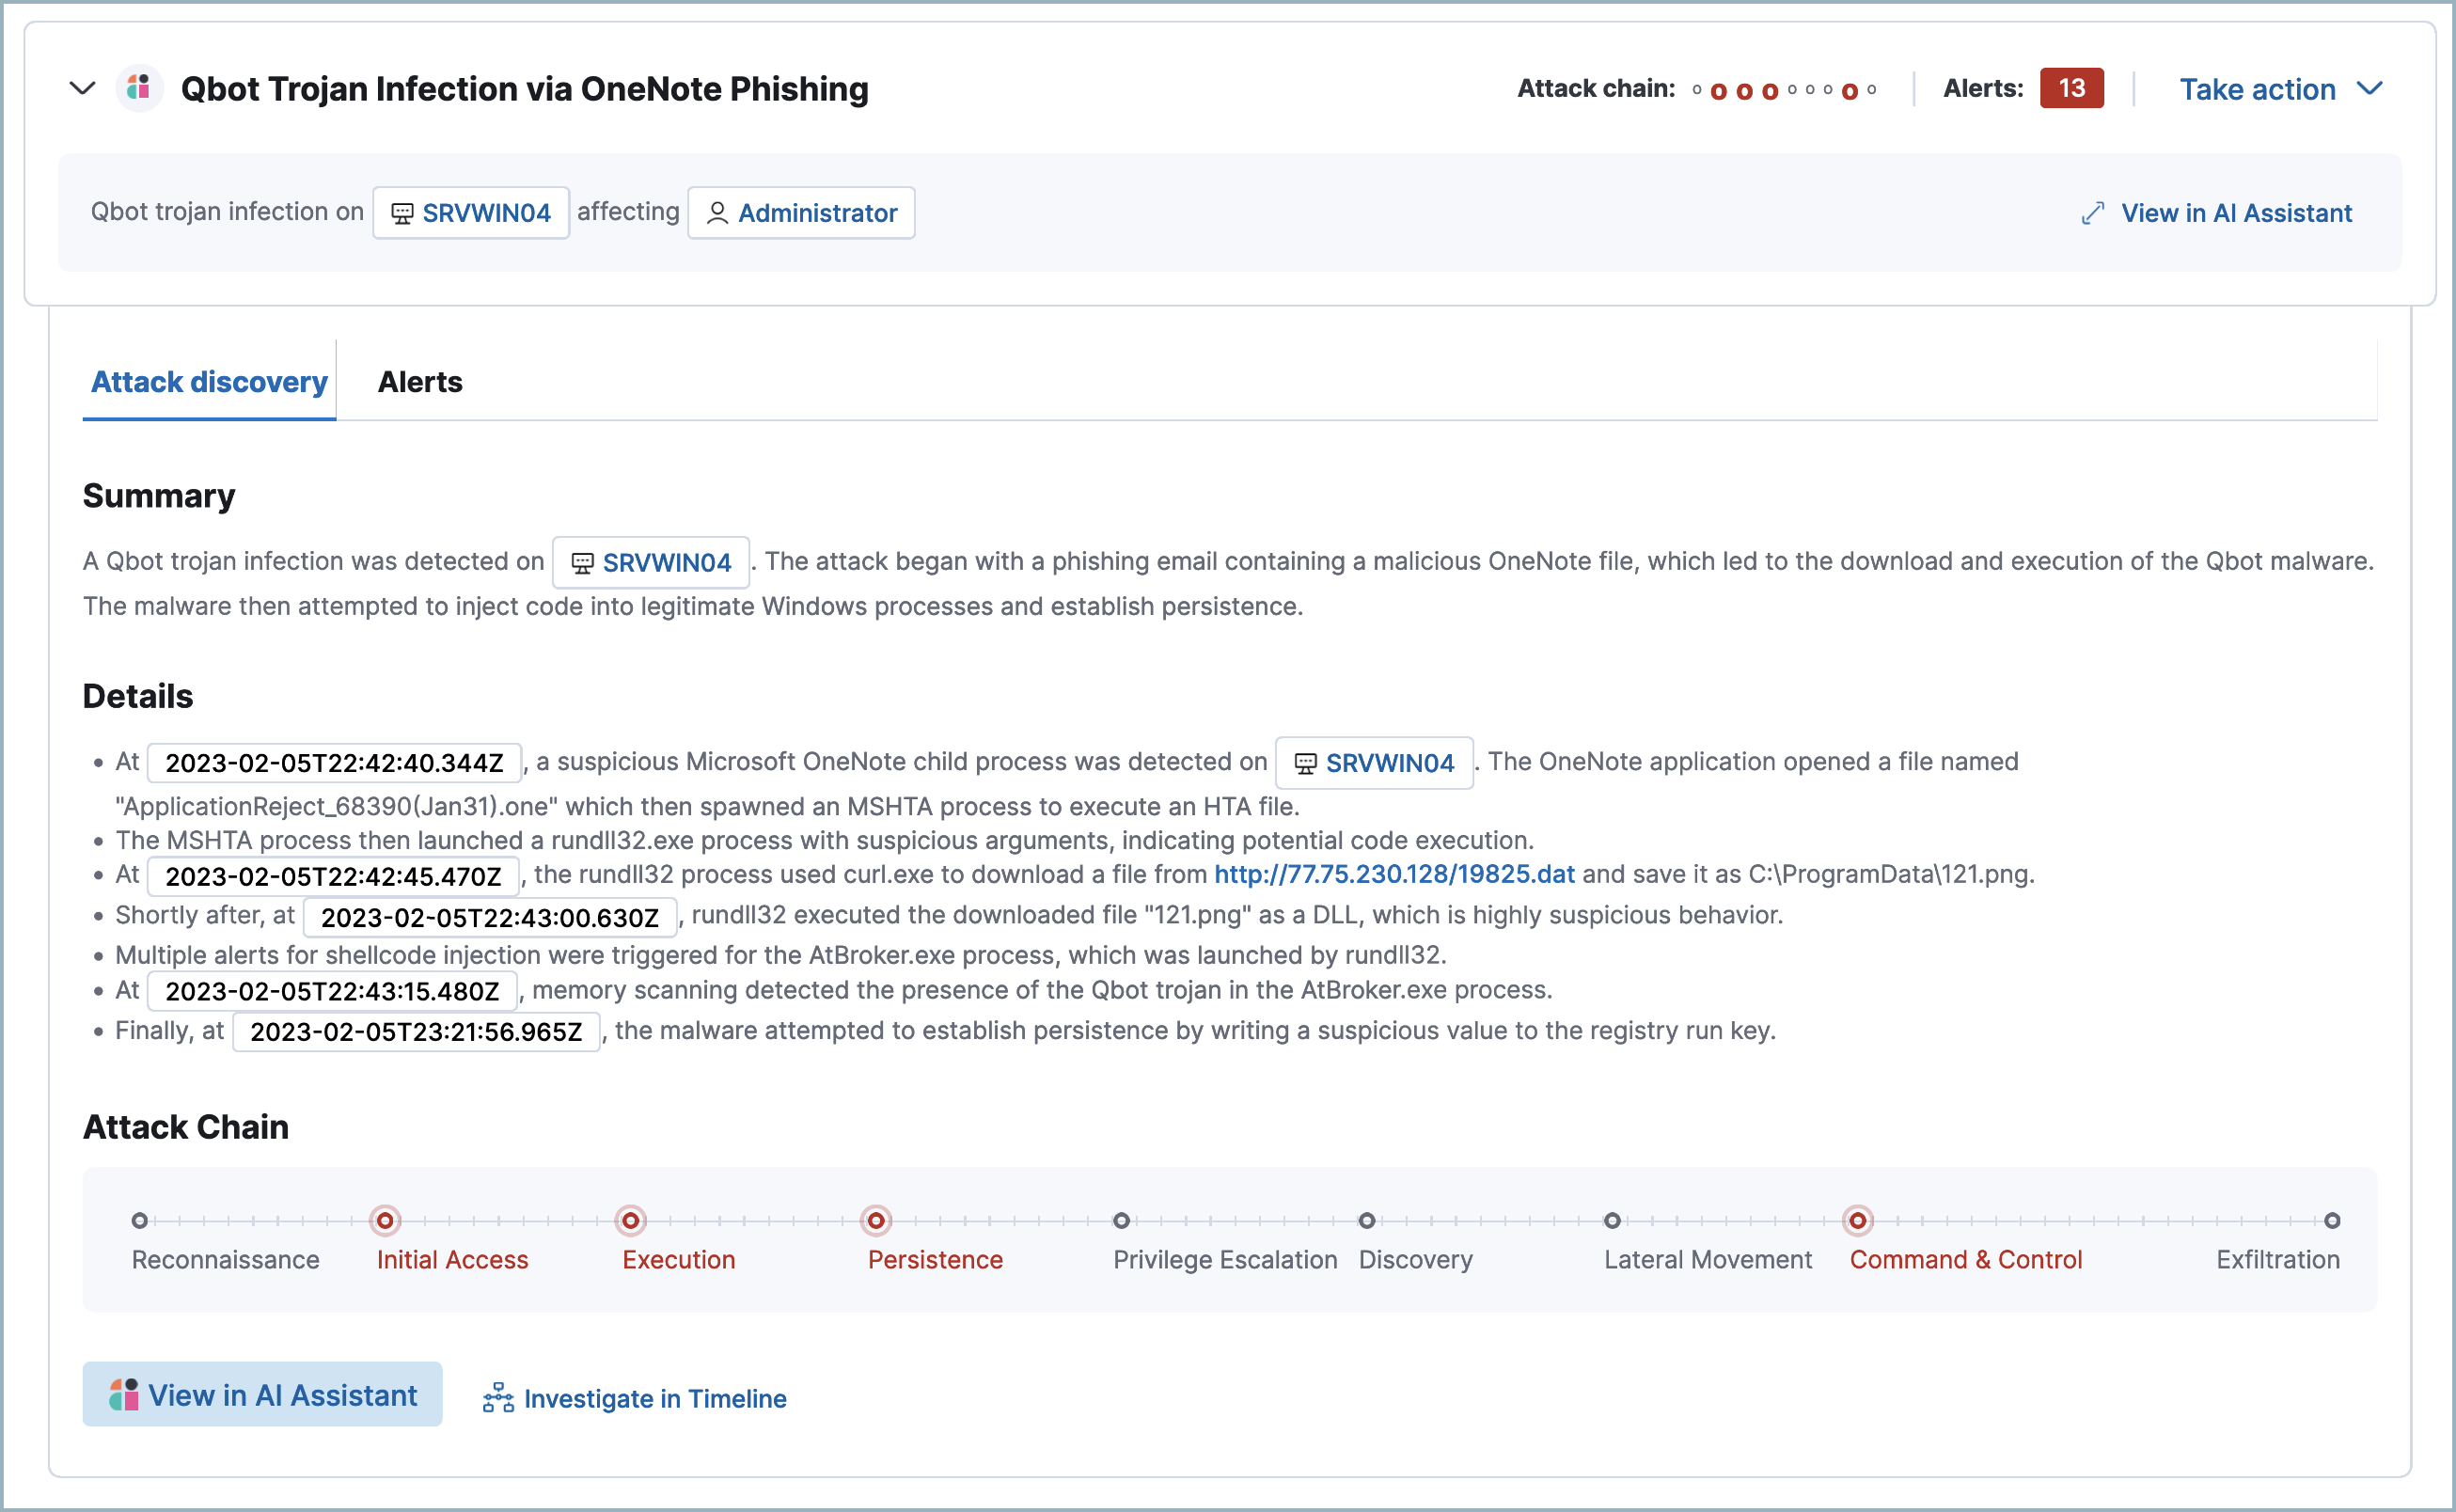 Qbot Trojan Infection via OneNote Phishing
Attack chain:
Alerts: 13
Take action
Qbot trojan infection on SRVWIN04 affecting Administrator
View in AI Assistant
Attack discovery
Alerts
Summary
A Qbot trojan infection was detected on SRVWIN04 . The attack began with a phishing email containing a malicious OneNote file, which led to the download and execution of the Qbot malware.
The malware then attempted to inject code into legitimate Windows processes and establish persistence.
Details
• At 2023-02-05T22:42:40.344Z , a suspicious Microsoft OneNote child process was detected on SRVWIN04 . The OneNote application opened a file named
"ApplicationReject_68390(Jan31).one" which then spawned an MSHTA process to execute an HTA file.
• The MSHTA process then launched a rundll32.exe process with suspicious arguments, indicating potential code execution.
• At 2023-02-05T22:42:45.470Z , the rundll32 process used curl.exe to download a file from http://77.75.230.128/19825.dat and save it as C:\ProgramData\121.png.
• Shortly after, at 2023-02-05T22:43:00.630Z , rundll32 executed the downloaded file "121.png" as a DLL, which is highly suspicious behavior.
• Multiple alerts for shellcode injection were triggered for the AtBroker.exe process, which was launched by rundll32.
• At 2023-02-05T22:43:15.480Z , memory scanning detected the presence of the Qbot trojan in the AtBroker.exe process.
• Finally, at 2023-02-05T23:21:56.965Z , the malware attempted to establish persistence by writing a suspicious value to the registry run key.
Attack Chain
Reconnaissance
Initial Access
Execution
Persistence
Privilege Escalation
Discovery
Lateral Movement
Command & Control
Exfiltration
View in AI Assistant
Investigate in Timeline